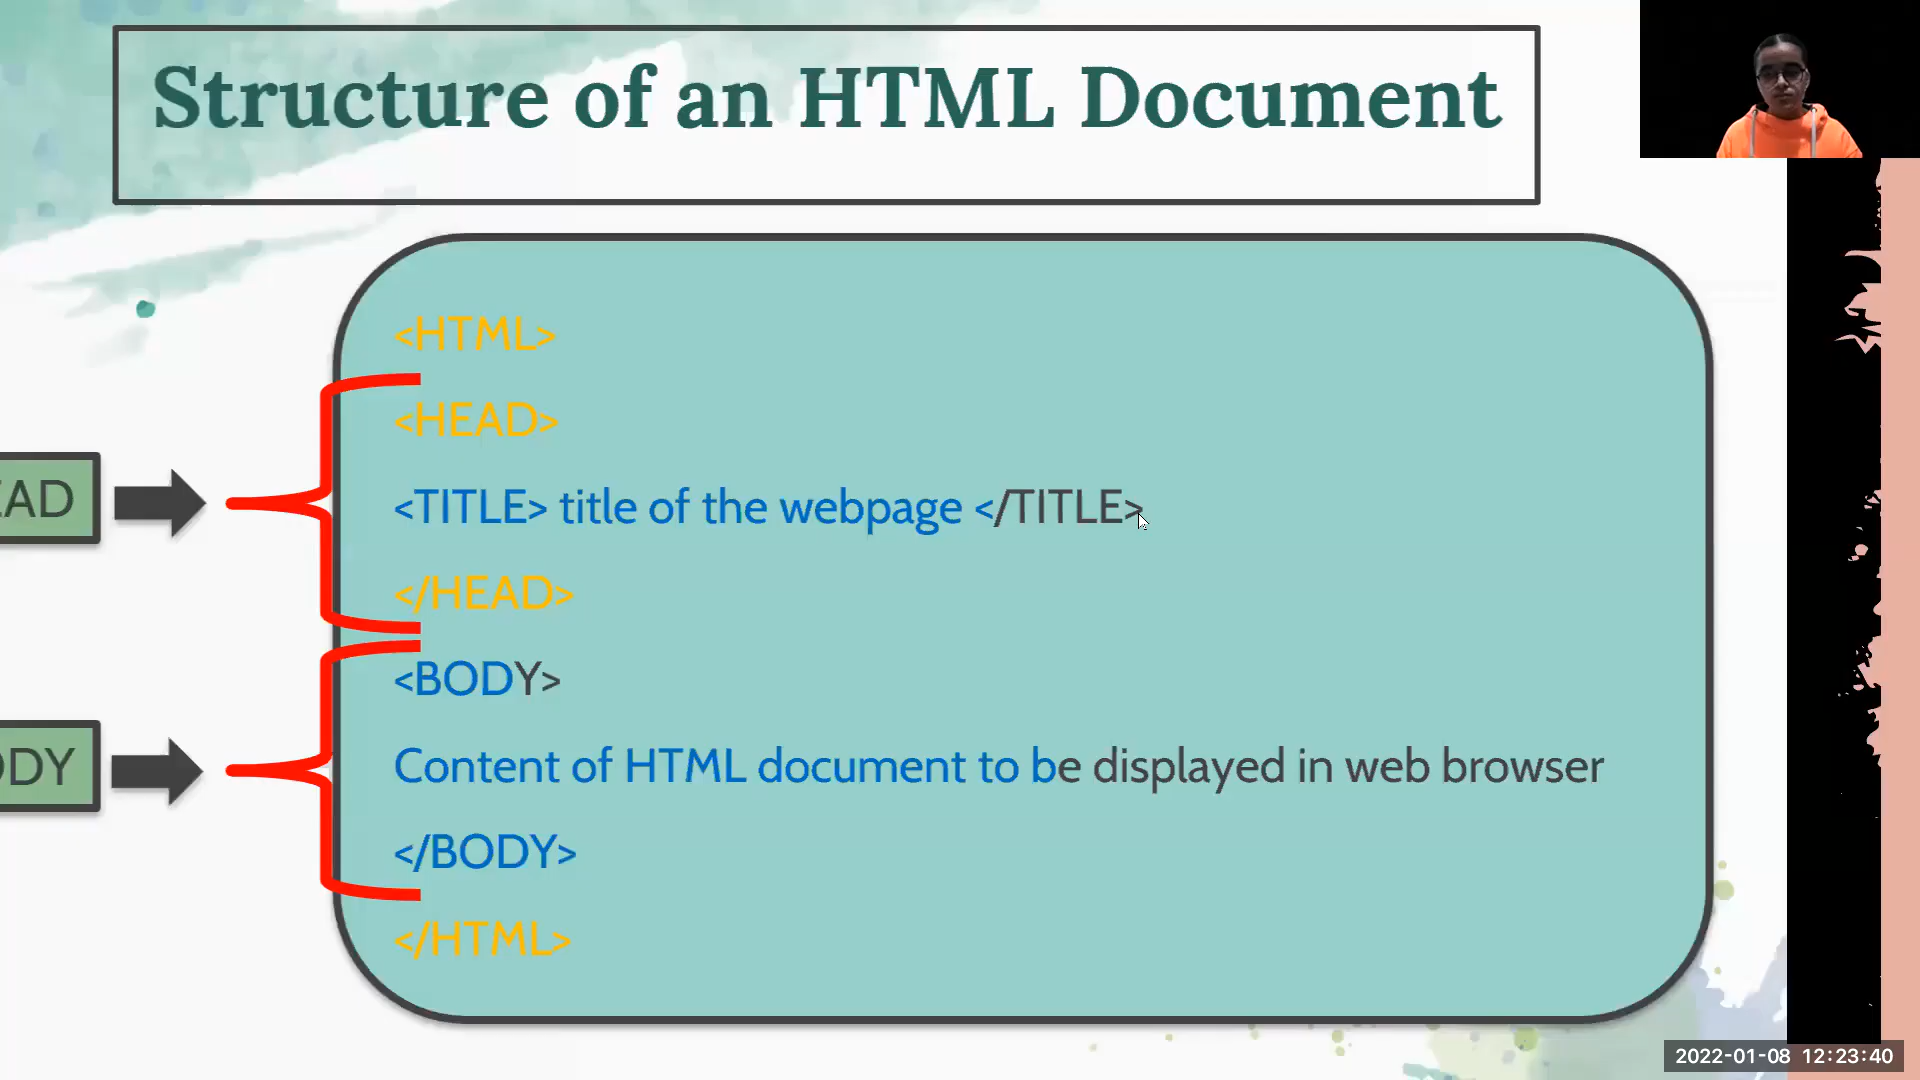 Structure of an HTML Document
<HTML>
<HEAD>
EAD
<TITLE> title of the webpage </TITLE>
</HEAD>
<BODY>
ODY
Content of HTML document to be displayed in web browser
</BODY>
</HTML>
2022-01-08 12:23:40